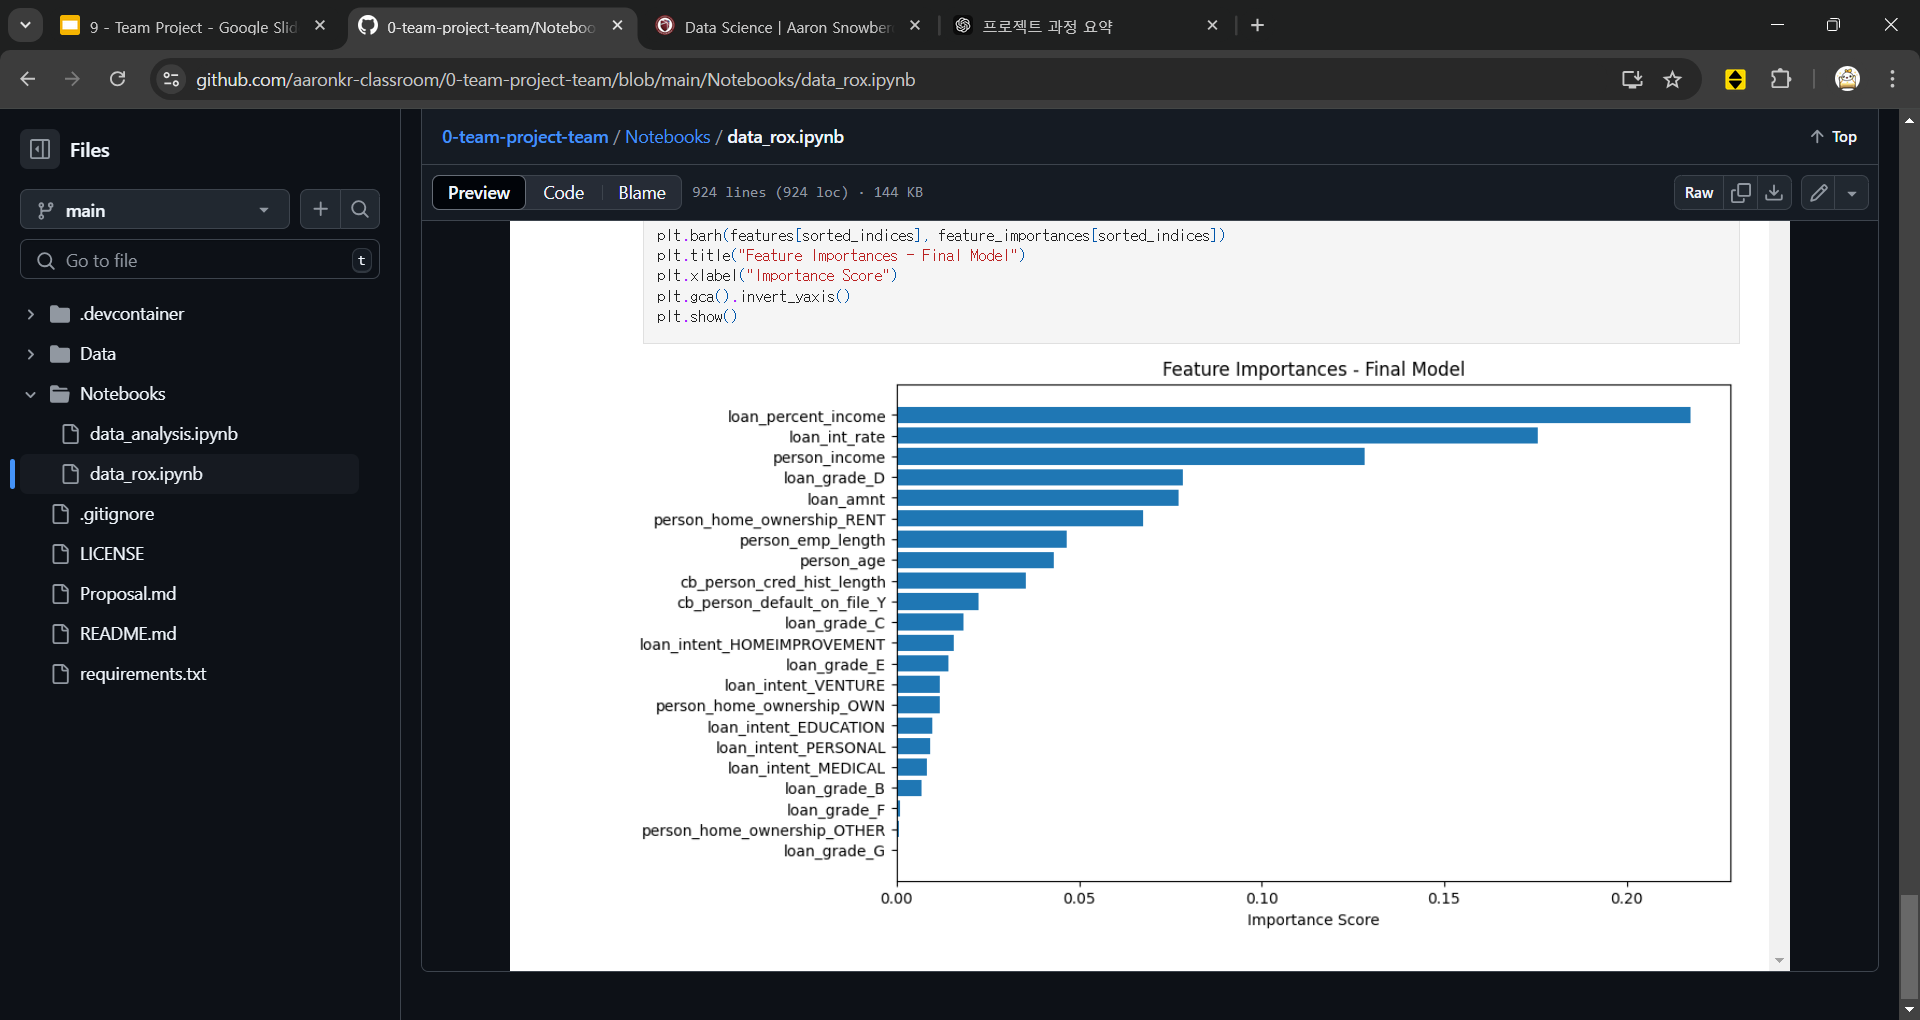 9 - Team Project - Google Slid
0-team-project-team/Noteboo
Data Science | Aaron Snowber
프로젝트 과정 요약
github.com/aaronkr-classroom/0-team-project-team/blob/main/Notebooks/data_rox.ipynb
Files
main
Go to file
t
.devcontainer
Data
Notebooks
data_analysis.ipynb
data_rox.ipynb
.gitignore
LICENSE
Proposal.md
README.md
requirements.txt
0-team-project-team / Notebooks / data_rox.ipynb
Top
Preview
Code
Blame
924 lines (924 loc) · 144 KB
Raw
plt.barh(features[sorted_indices], feature_importances[sorted_indices])
plt.title("Feature Importances - Final Model")
plt.xlabel("Importance Score")
plt.gca().invert_yaxis()
plt.show()
Feature Importances - Final Model
loan_percent_income
loan_int_rate
person_income
loan_grade_D
loan_amnt
person_home_ownership_RENT
person_emp_length
person_age
cb_person_cred_hist_length
cb_person_default_on_file_Y
loan_grade_C
loan_intent_HOMEIMPROVEMENT
loan_grade_E
loan_intent_VENTURE
person_home_ownership_OWN
loan_intent_EDUCATION
loan_intent_PERSONAL
loan_intent_MEDICAL
loan_grade_B
loan_grade_F
person_home_ownership_OTHER
loan_grade_G
0.00 0.05 0.10 0.15 0.20
Importance Score